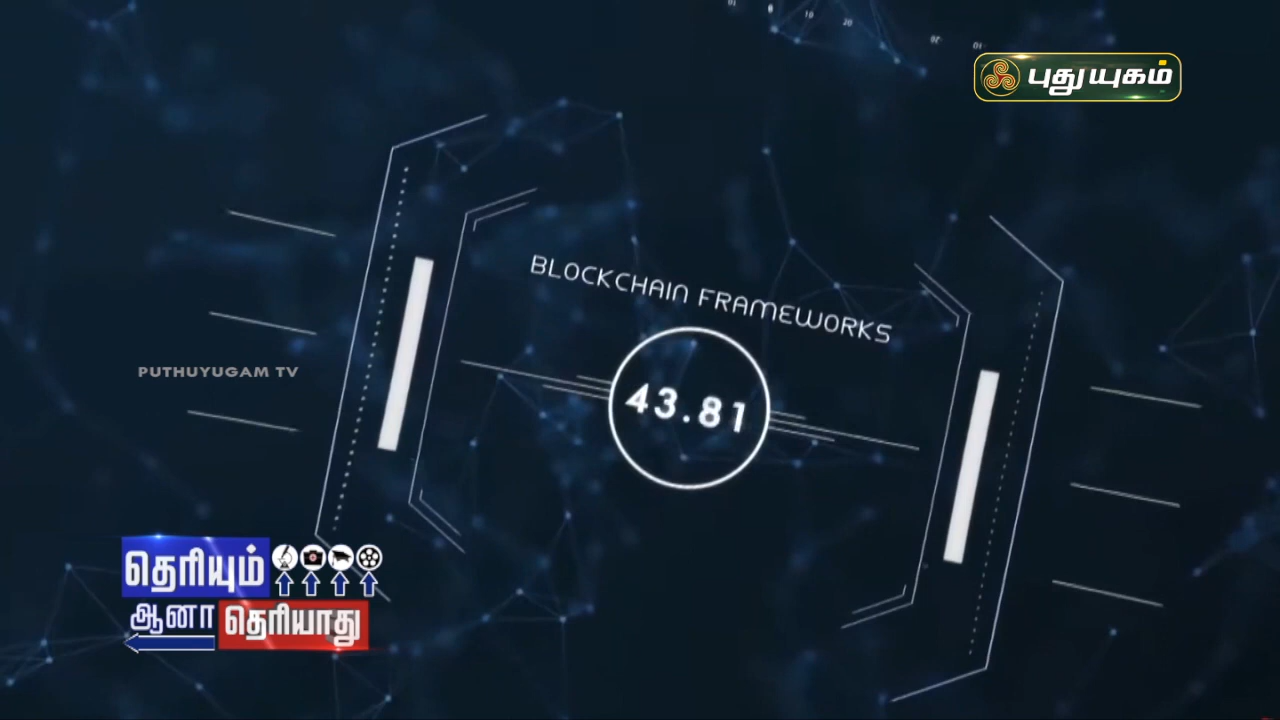 புதுயுகம்
BLOCKCHAIN FRAMEWORKS
43.81
PUTHUYUGAM TV
தெரியும்
ஆனா தெரியாது